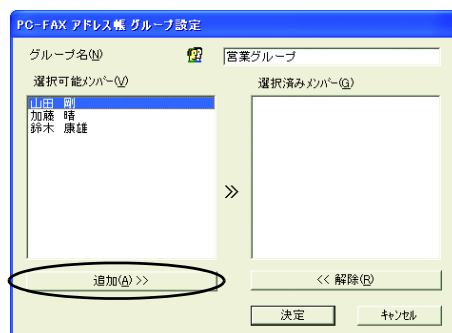 PC-FAX アドレス帳 グループ設定
グループ名(N)
営業グループ
選択可能メンバー(V)
選択済みメンバー(G)
山田 剛
加藤 晴
鈴木 康雄
»
追加(A) >>
<< 解除(R)
決定
キャンセル